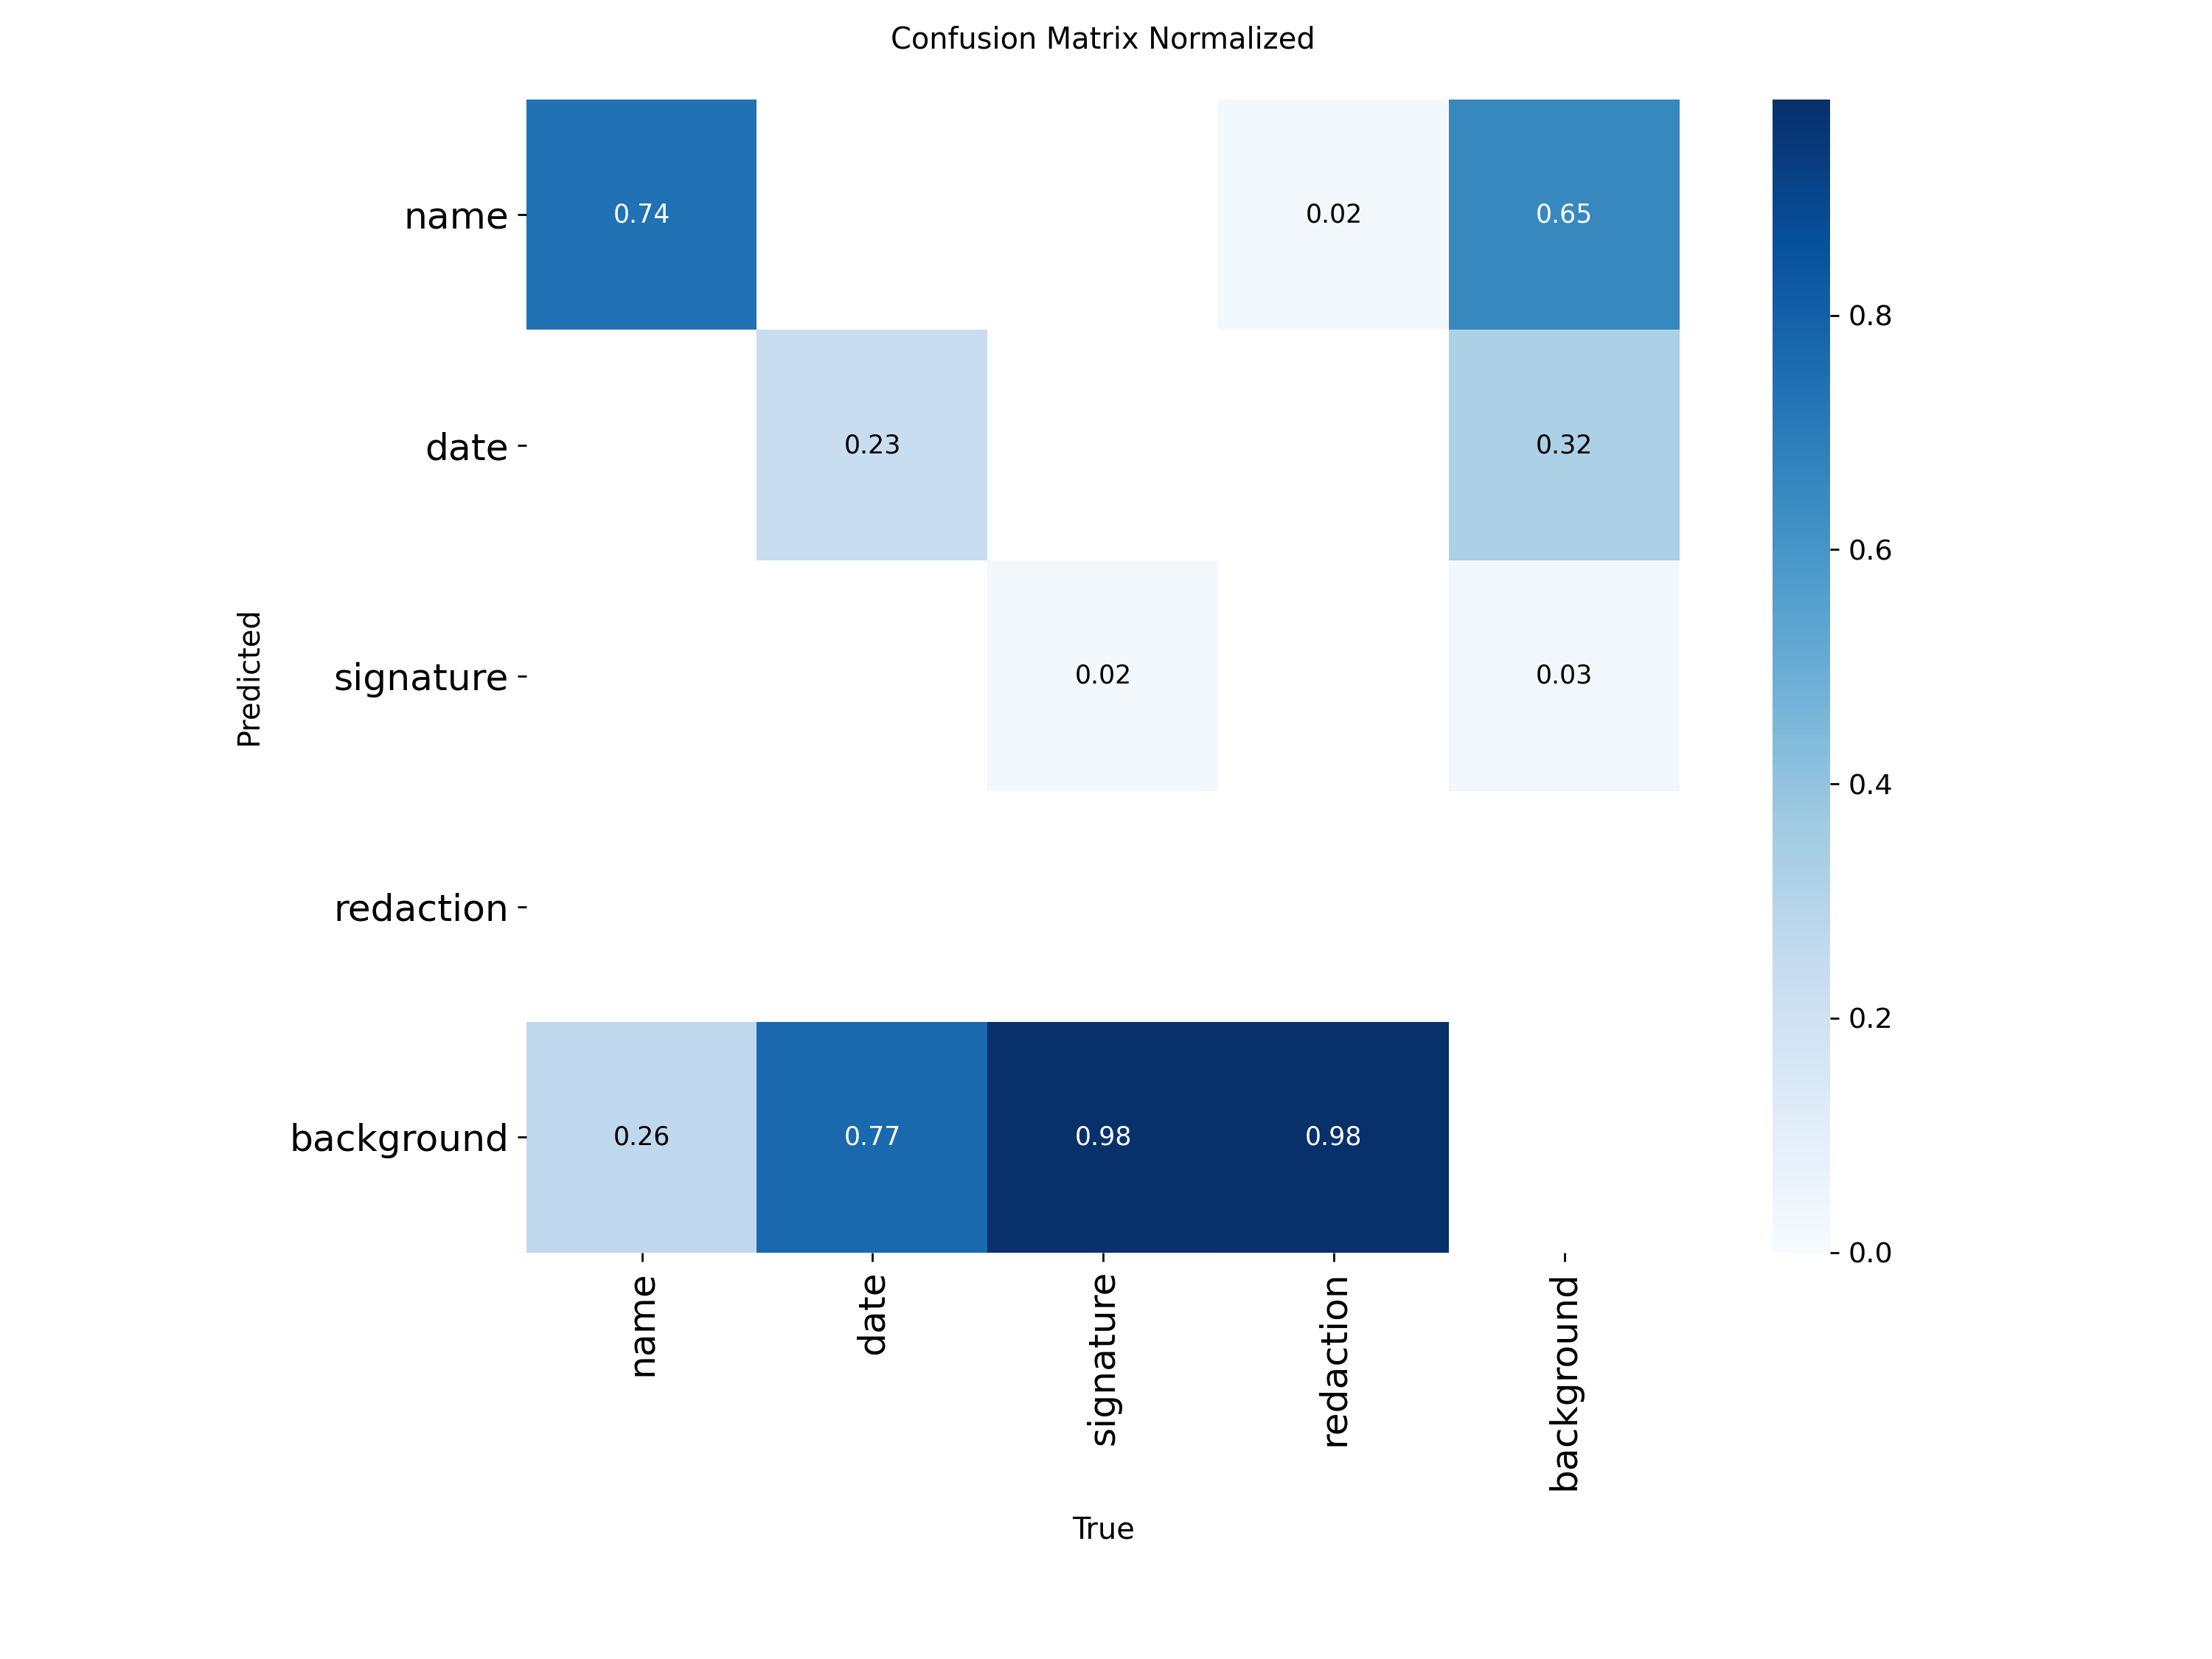 Confusion Matrix Normalized
name 0.74 0.02 0.65
0.8
date 0.23 0.32
0.6
Predicted
signature 0.02 0.03
0.4
redaction
0.2
background 0.26 0.77 0.98 0.98
0.0
name date signature redaction background
True